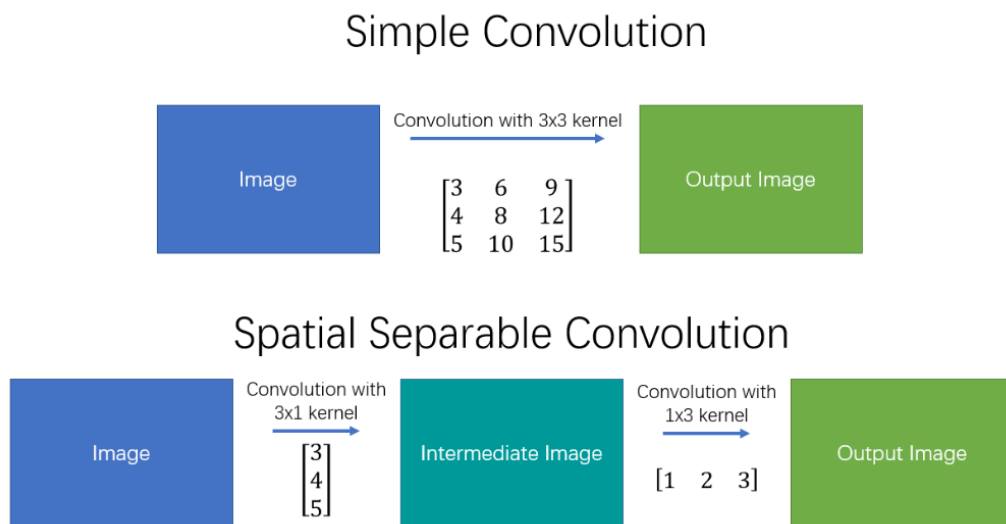 Simple Convolution
Image
Convolution with 3x3 kernel
3 6 9
4 8 12
5 10 15
Output Image
Spatial Separable Convolution
Image
Convolution with
3x1 kernel
3
4
5
Intermediate Image
Convolution with
1x3 kernel
[1 2 3]
Output Image